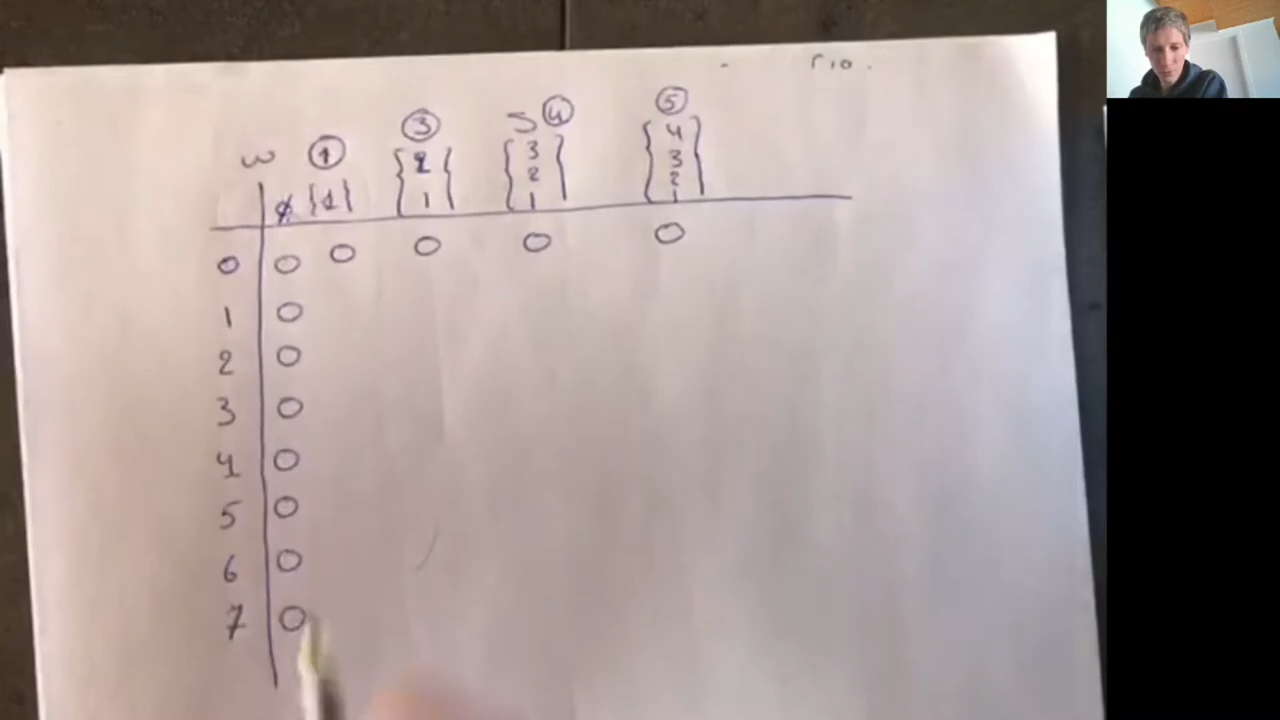 r10.
w ① ③ ④ ⑤
∅ {1} {2 1} {3 2 1} {4 3 2 1}
0 0 0 0 0 0
1 0
2 0
3 0
4 0
5 0
6 0
7 0